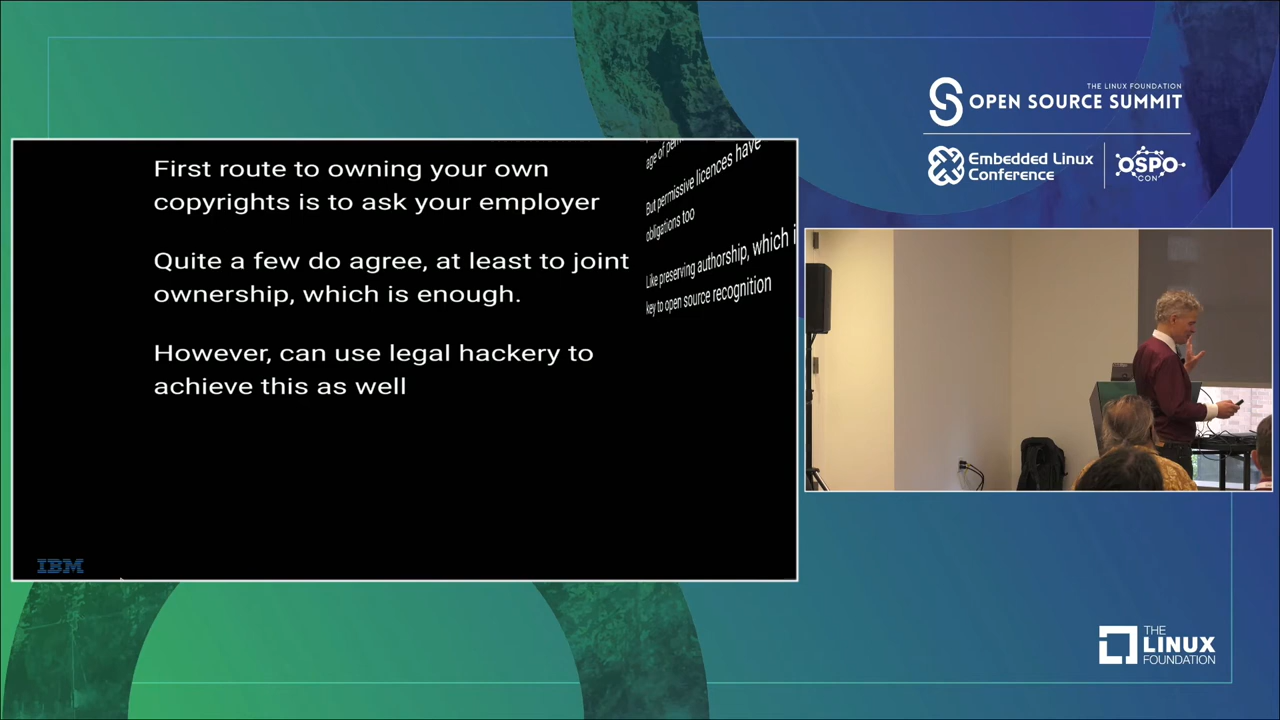 THE LINUX FOUNDATION
OPEN SOURCE SUMMIT
Embedded Linux
Conference
OSPO
CON
First route to owning your own
copyrights is to ask your employer
Quite a few do agree, at least to joint
ownership, which is enough.
However, can use legal hackery to
achieve this as well
age of
But permissive licences have
obligations too
Like preserving authorship, which i
key to open source recognition
IBM
THE
LINUX
FOUNDATION